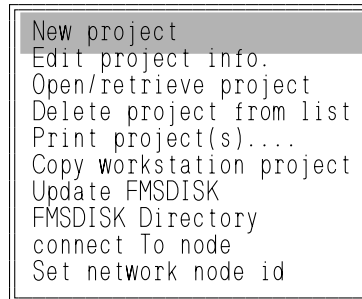 New project
Edit project info.
Open/retrieve project
Delete project from list
Print project(s)....
Copy workstation project
Update FMSDISK
FMSDISK Directory
connect To node
Set network node id